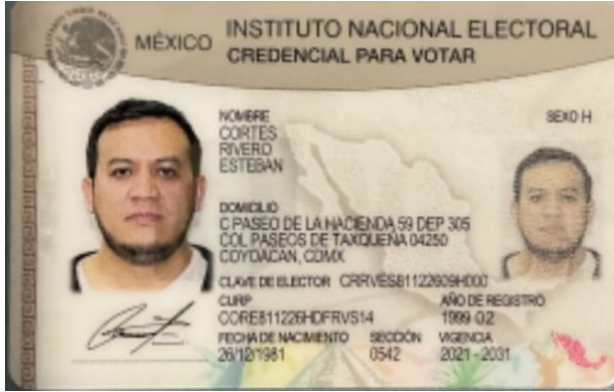 MÉXICO
INSTITUTO NACIONAL ELECTORAL
CREDENCIAL PARA VOTAR
NOMBRE
CORTES
RIVERO
ESTEBAN
SEXO H
DOMICILIO
C PASEO DE LA HACIENDA 59 DEP 305
COL PASEOS DE TAXQUEÑA 04250
COYOACAN, CDMX
CLAVE DE ELECTOR CRRVES81122609H000
CURP
CORE811226HDFRVS14
AÑO DE REGISTRO
1999 02
FECHA DE NACIMIENTO
26/12/1981
SECCIÓN
0542
VIGENCIA
2021 - 2031